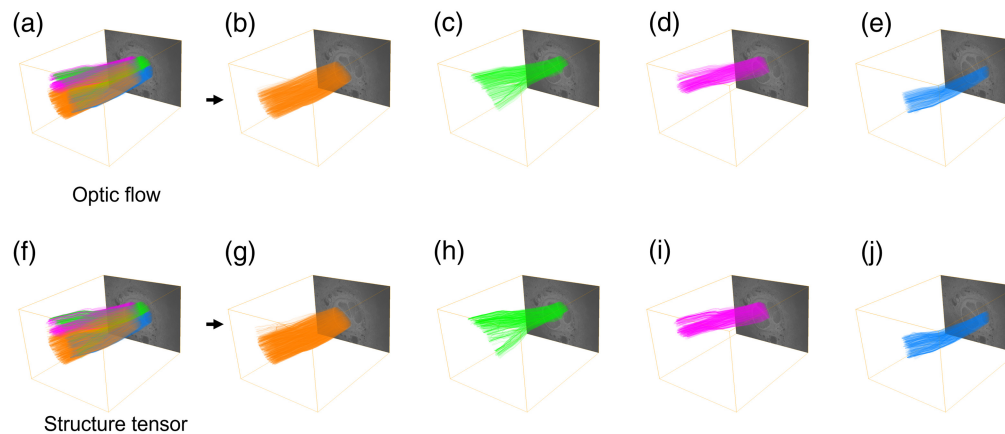 (a) (b) (c) (d) (e)
Optic flow
(f) (g) (h) (i) (j)
Structure tensor